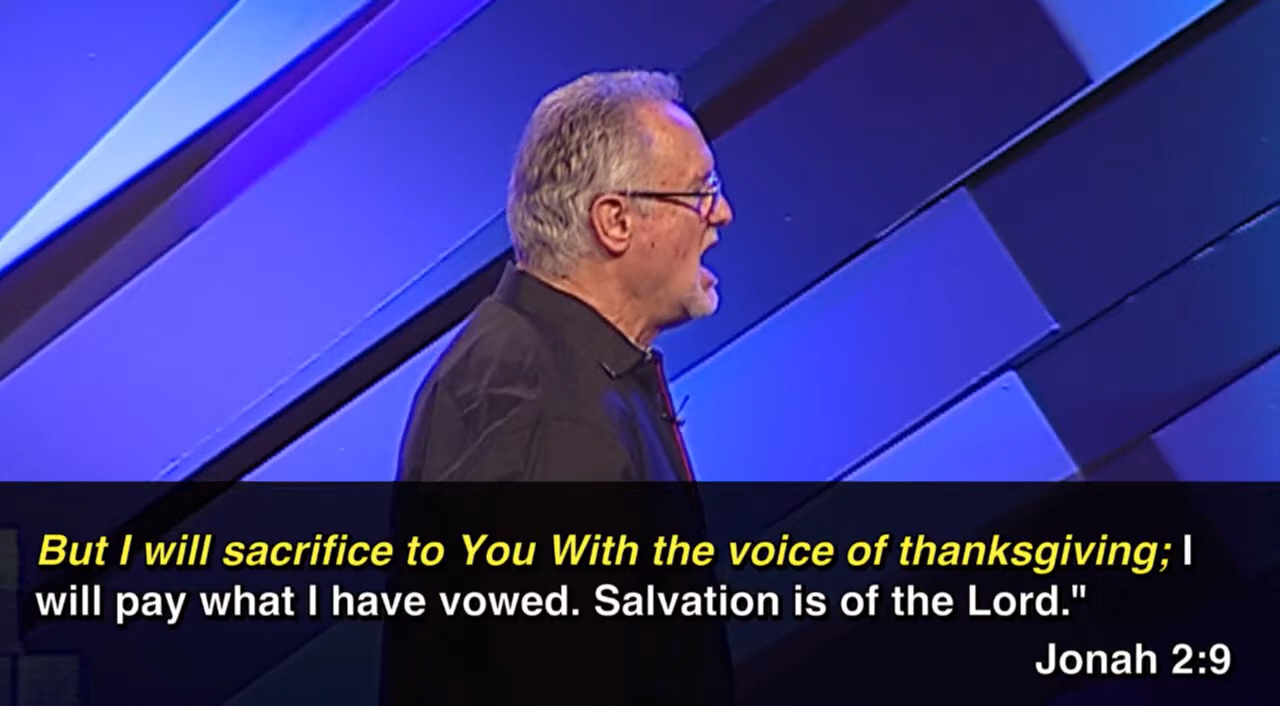 But I will sacrifice to You With the voice of thanksgiving; I
will pay what I have vowed. Salvation is of the Lord."
Jonah 2:9